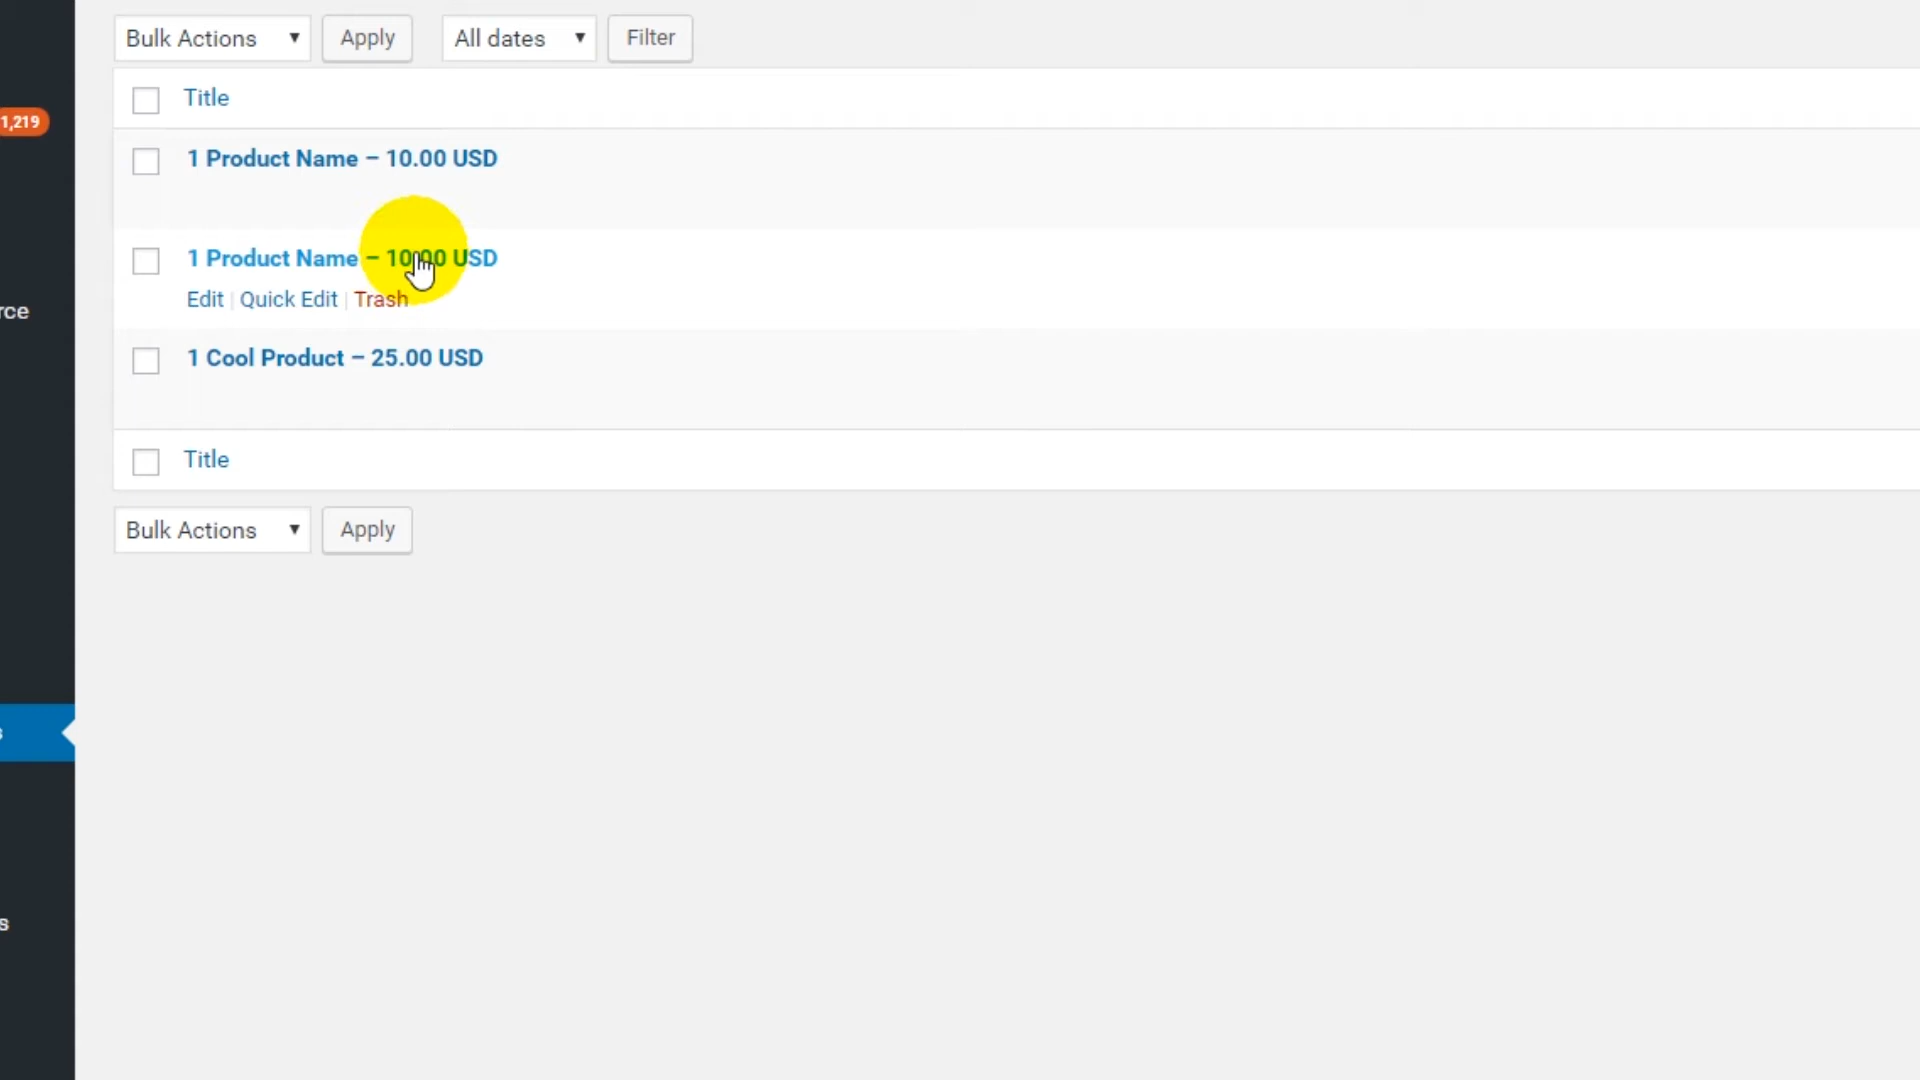 Bulk Actions Apply All dates Filter
Title
1,219
1 Product Name – 10.00 USD
1 Product Name – 10.00 USD
Edit | Quick Edit | Trash
rce
1 Cool Product – 25.00 USD
Title
Bulk Actions Apply
s
s